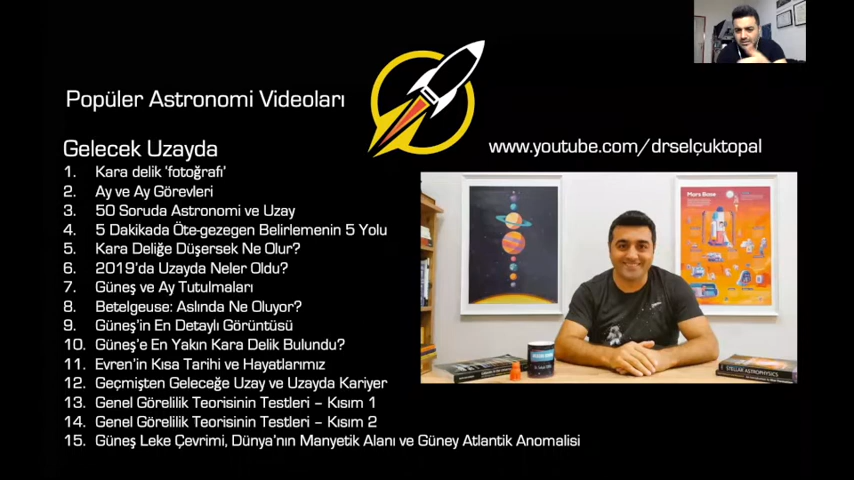 Popüler Astronomi Videoları
Gelecek Uzayda
www.youtube.com/drselçuktopal
1. Kara delik ‘fotoğrafı’
2. Ay ve Ay Görevleri
3. 50 Soruda Astronomi ve Uzay
4. 5 Dakikada Öte-gezegen Belirlemenin 5 Yolu
5. Kara Deliğe Düşersek Ne Olur?
6. 2019’da Uzayda Neler Oldu?
7. Güneş ve Ay Tutulmaları
8. Betelgeuse: Aslında Ne Oluyor?
9. Güneş’in En Detaylı Görüntüsü
10. Güneş’e En Yakın Kara Delik Bulundu?
11. Evren’in Kısa Tarihi ve Hayatlarımız
12. Geçmişten Geleceğe Uzay ve Uzayda Kariyer
13. Genel Görelilik Teorisinin Testleri – Kısım 1
14. Genel Görelilik Teorisinin Testleri – Kısım 2
15. Güneş Leke Çevrimi, Dünya’nın Manyetik Alanı ve Güney Atlantik Anomalisi
Mars Base
STELLAR ASTROPHYSICS